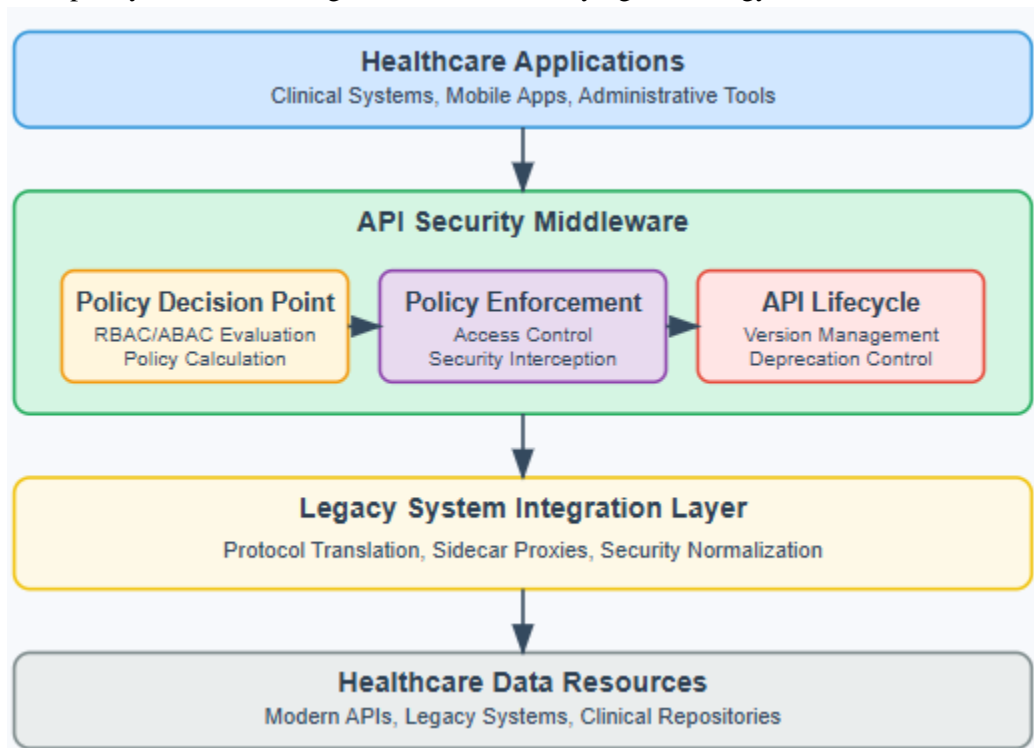 Healthcare Applications
Clinical Systems, Mobile Apps, Administrative Tools
API Security Middleware
Policy Decision Point
RBAC/ABAC Evaluation
Policy Calculation
Policy Enforcement
Access Control
Security Interception
API Lifecycle
Version Management
Deprecation Control
Legacy System Integration Layer
Protocol Translation, Sidecar Proxies, Security Normalization
Healthcare Data Resources
Modern APIs, Legacy Systems, Clinical Repositories